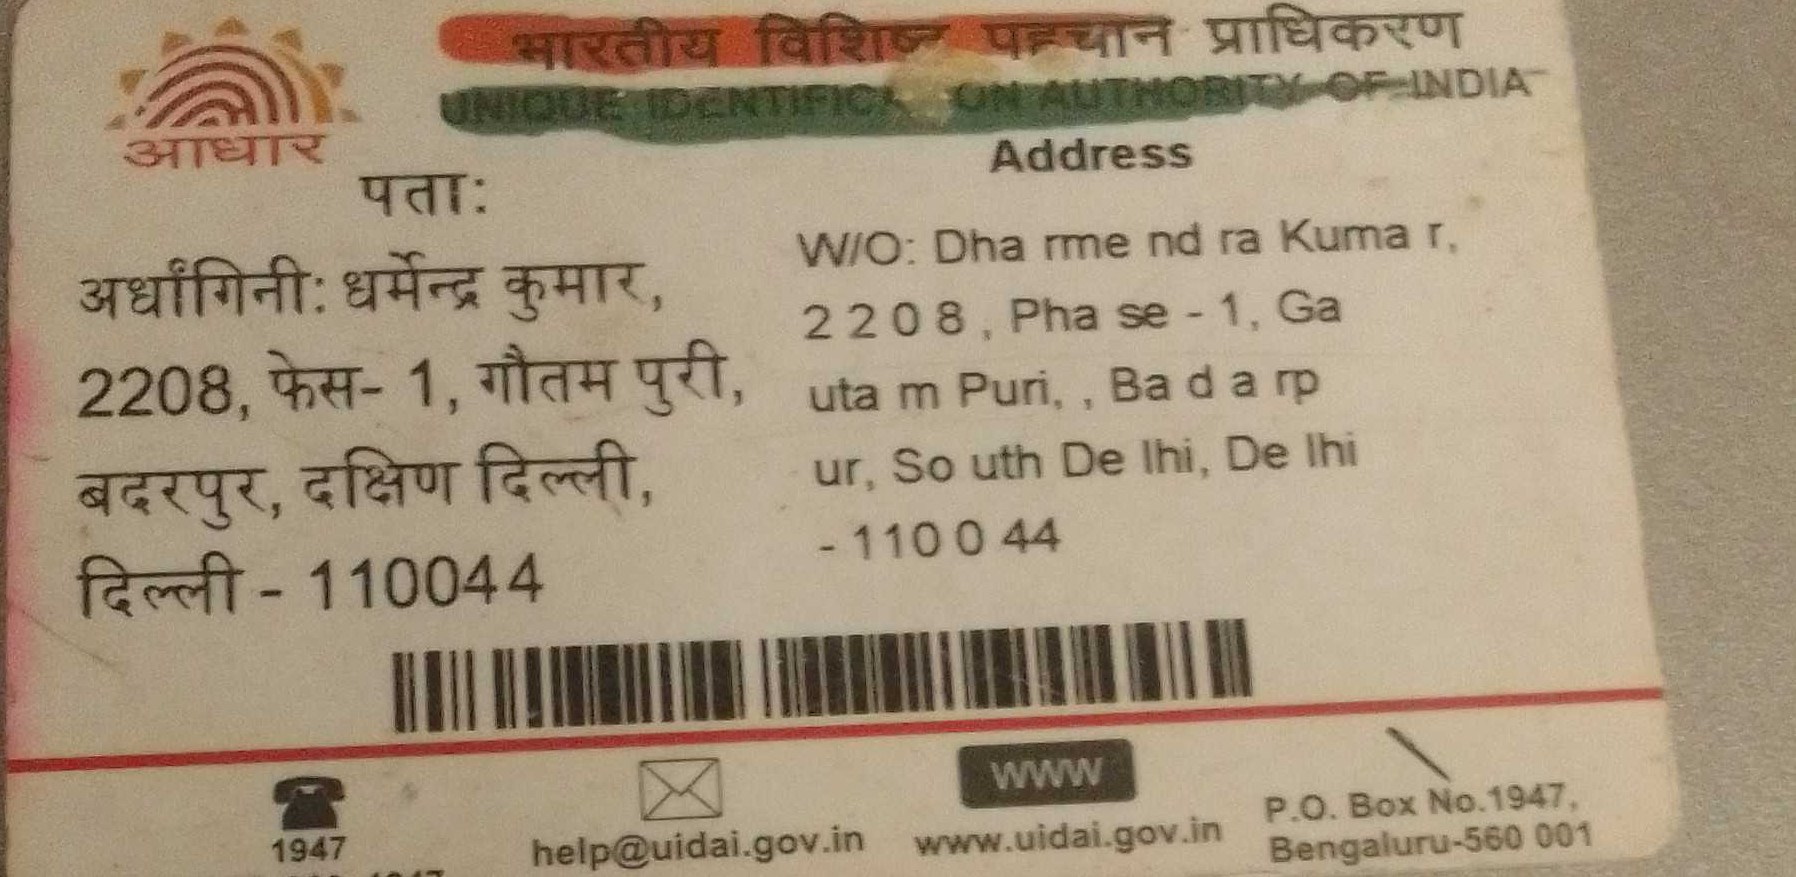 भारतीय विशिष्ट पहचान प्राधिकरण
UNIQUE IDENTIFIC ON AUTHORITY OF INDIA
आधार
Address
पता:
अर्धांगिनी: धर्मेन्द्र कुमार,
2208, फेस- 1, गौतम पुरी,
बदरपुर, दक्षिण दिल्ली,
दिल्ली - 110044
W/O: Dha rme nd ra Kuma r,
2 2 0 8 , Pha se - 1, Ga
uta m Puri, , Ba d a rp
ur, So uth De lhi, De lhi
- 110 0 44
1947
help@uidai.gov.in
WWW
www.uidai.gov.in
P.O. Box No.1947,
Bengaluru-560 001